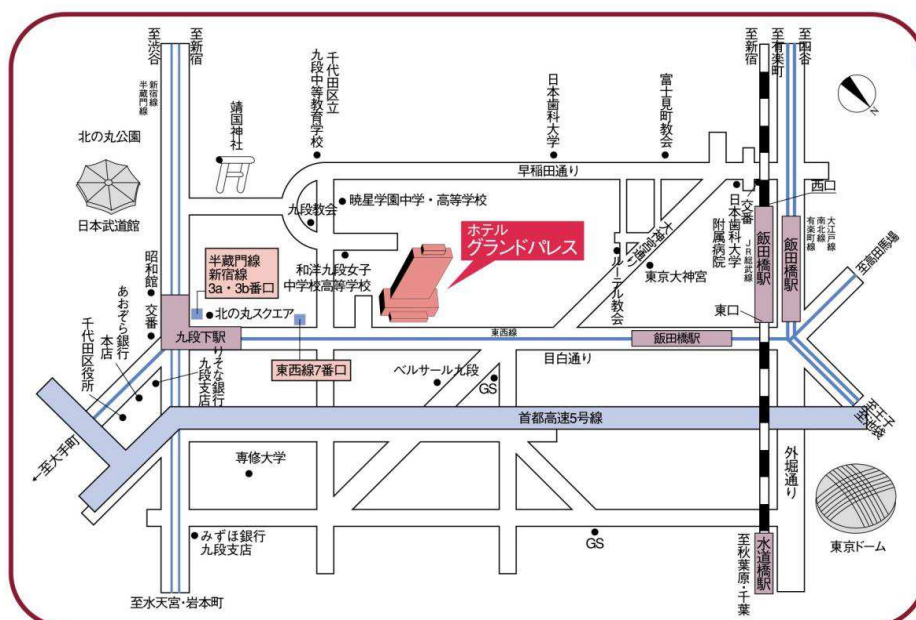 至渋谷
至新宿
新宿線
半蔵門線
北の丸公園
日本武道館
靖国神社
千代田区立
九段中等教育学校
日本歯科大学
富士見町教会
至新宿
至有楽町
至四谷
N
早稲田通り
九段教会
暁星学園中学・高等学校
ホテル
グランドパレス
和洋九段女子
中学校高等学校
大神宮通り
ルーテル教会
東京大神宮
日本歯科大学
附属病院
交番
西口
JR総武線
飯田橋駅
飯田橋駅
大江戸線
南北線
有楽町線
至高田馬場
東口
昭和館
交番
半蔵門線
新宿線
3a・3b番口
北の丸スクエア
九段下駅
東西線
飯田橋駅
目白通り
東西線7番口
あおぞら銀行
本店
千代田区役所
りそな銀行
九段支店
ベルサール九段
GS
首都高速5号線
至王子
至池袋
←至大手町
専修大学
外堀通り
東京ドーム
みずほ銀行
九段支店
GS
水道橋駅
至秋葉原・千葉
至水天宮・岩本町